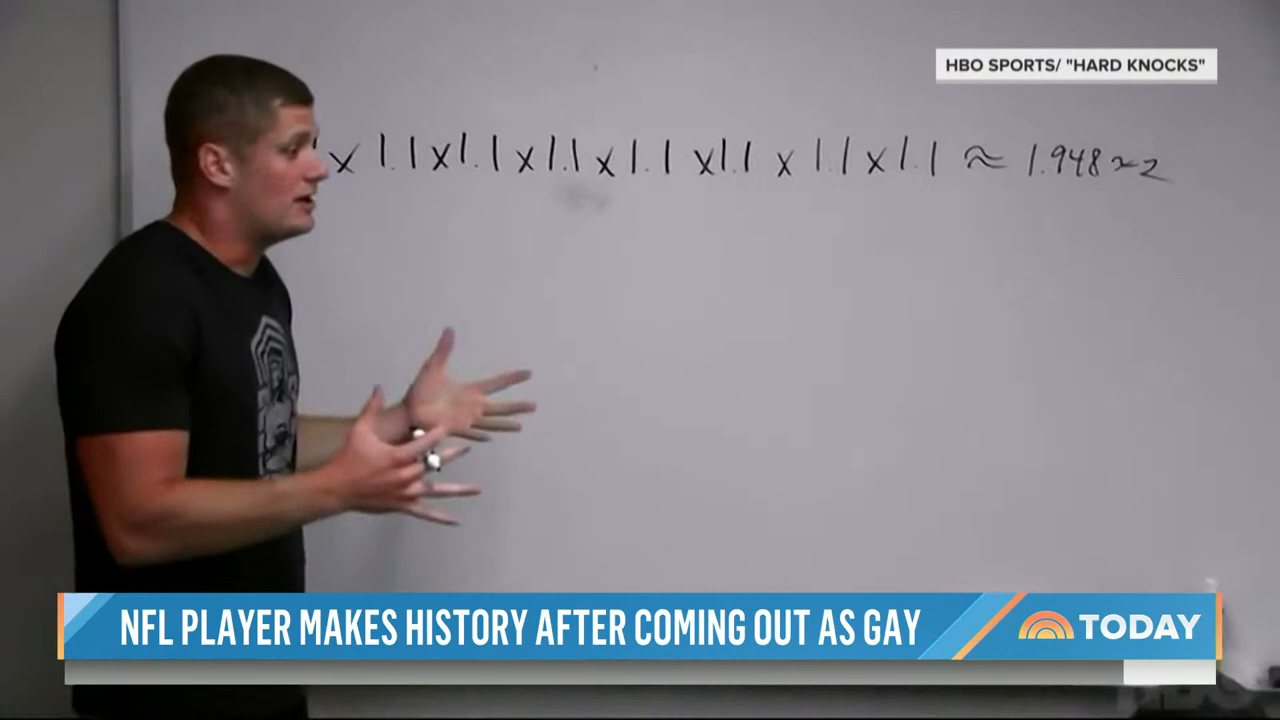 HBO SPORTS/ "HARD KNOCKS"
x 1.1 x 1.1 x 1.1 x 1.1 x 1.1 x 1.1 x 1.1 ≈ 1.948 ≈ 2
NFL PLAYER MAKES HISTORY AFTER COMING OUT AS GAY
TODAY